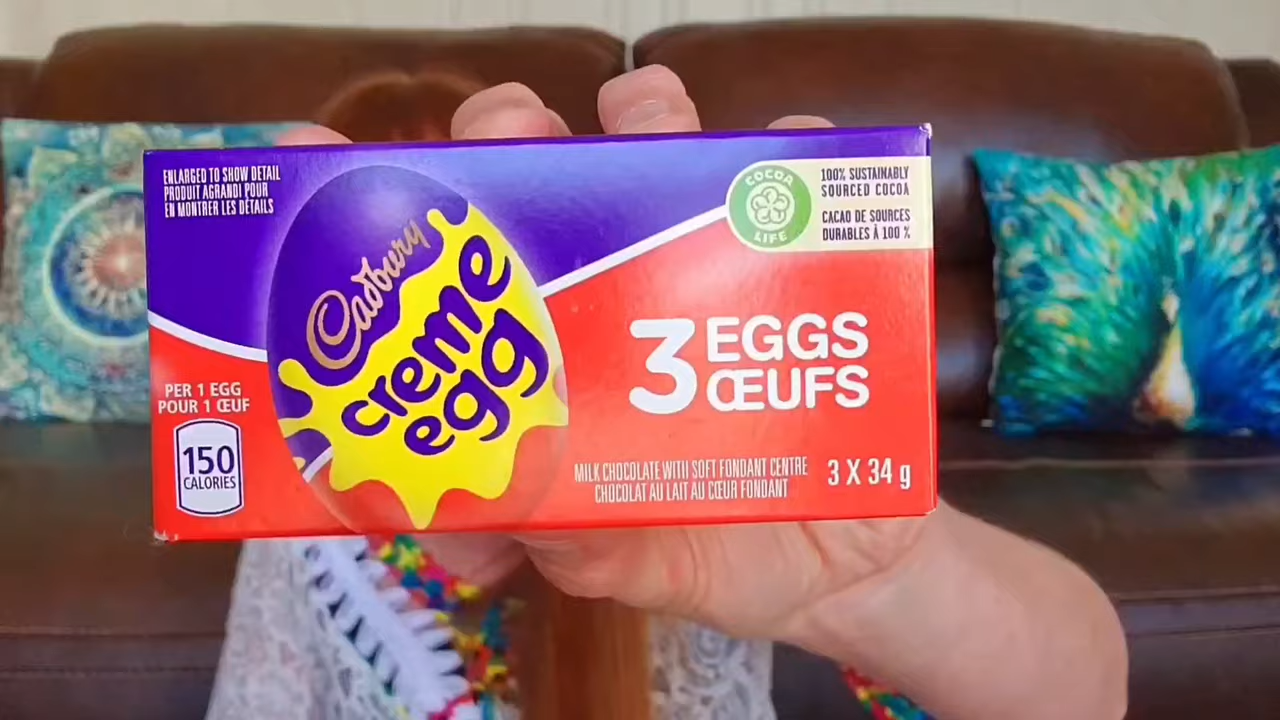 ENLARGED TO SHOW DETAIL
PRODUIT AGRANDI POUR
EN MONTRER LES DÉTAILS
Cadbury
creme
egg
PER 1 EGG
POUR 1 ŒUF
150
CALORIES
COCOA
LIFE
100% SUSTAINABLY
SOURCED COCOA
CACAO DE SOURCES
DURABLES À 100 %
3 EGGS
ŒUFS
MILK CHOCOLATE WITH SOFT FONDANT CENTRE
CHOCOLAT AU LAIT AU CŒUR FONDANT
3 X 34 g